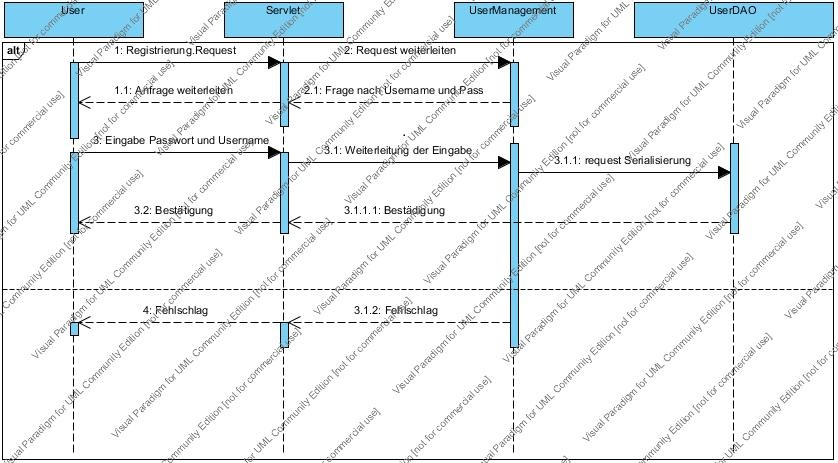 User
Servlet
UserManagement
UserDAO
alt
1: Registrierung.Request
2: Request weiterleiten
1.1: Anfrage weiterleiten
2.1: Frage nach Username und Pass
3: Eingabe Passwort und Username
3.1: Weiterleitung der Eingabe
3.1.1: request Serialisierung
3.2: Bestätigung
3.1.1.1: Bestädigung
4: Fehlschlag
3.1.2: Fehlschlag
Visual Paradigm for UML Community Edition [not for commercial use]